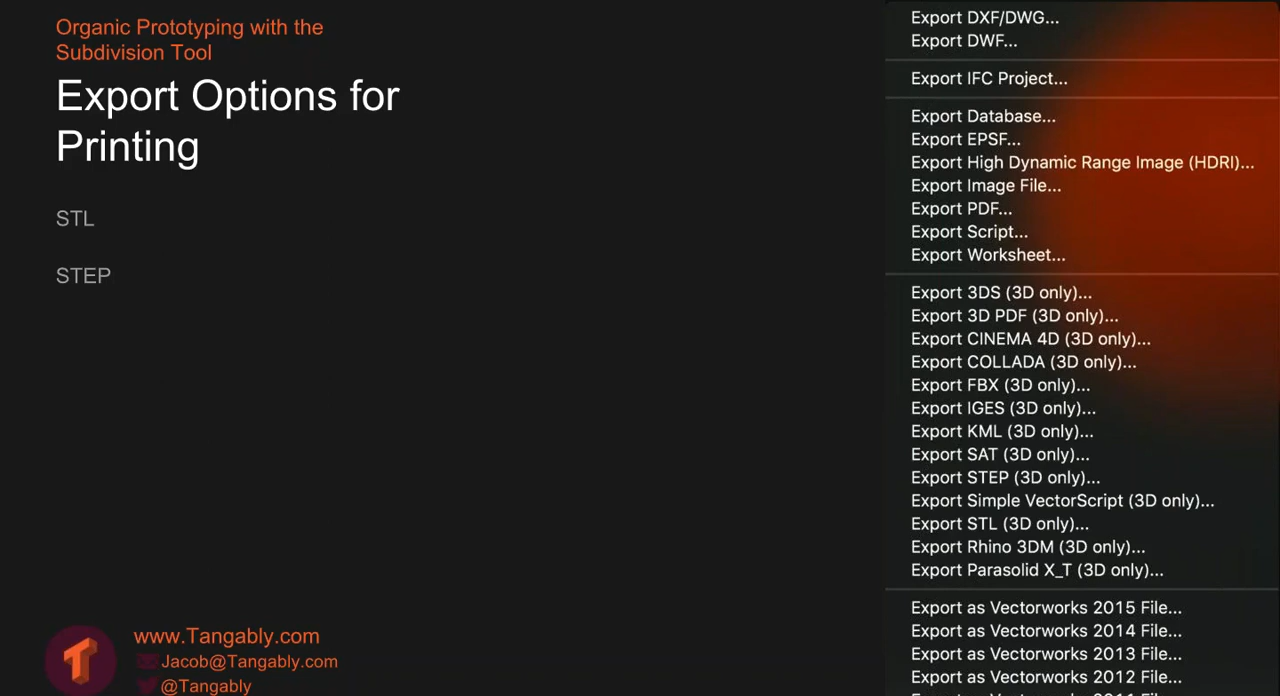 Organic Prototyping with the
Subdivision Tool
Export Options for
Printing
STL
STEP
www.Tangably.com
Jacob@Tangably.com
@Tangably
Export DXF/DWG...
Export DWF...
Export IFC Project...
Export Database...
Export EPSF...
Export High Dynamic Range Image (HDRI)...
Export Image File...
Export PDF...
Export Script...
Export Worksheet...
Export 3DS (3D only)...
Export 3D PDF (3D only)...
Export CINEMA 4D (3D only)...
Export COLLADA (3D only)...
Export FBX (3D only)...
Export IGES (3D only)...
Export KML (3D only)...
Export SAT (3D only)...
Export STEP (3D only)...
Export Simple VectorScript (3D only)...
Export STL (3D only)...
Export Rhino 3DM (3D only)...
Export Parasolid X_T (3D only)...
Export as Vectorworks 2015 File...
Export as Vectorworks 2014 File...
Export as Vectorworks 2013 File...
Export as Vectorworks 2012 File...